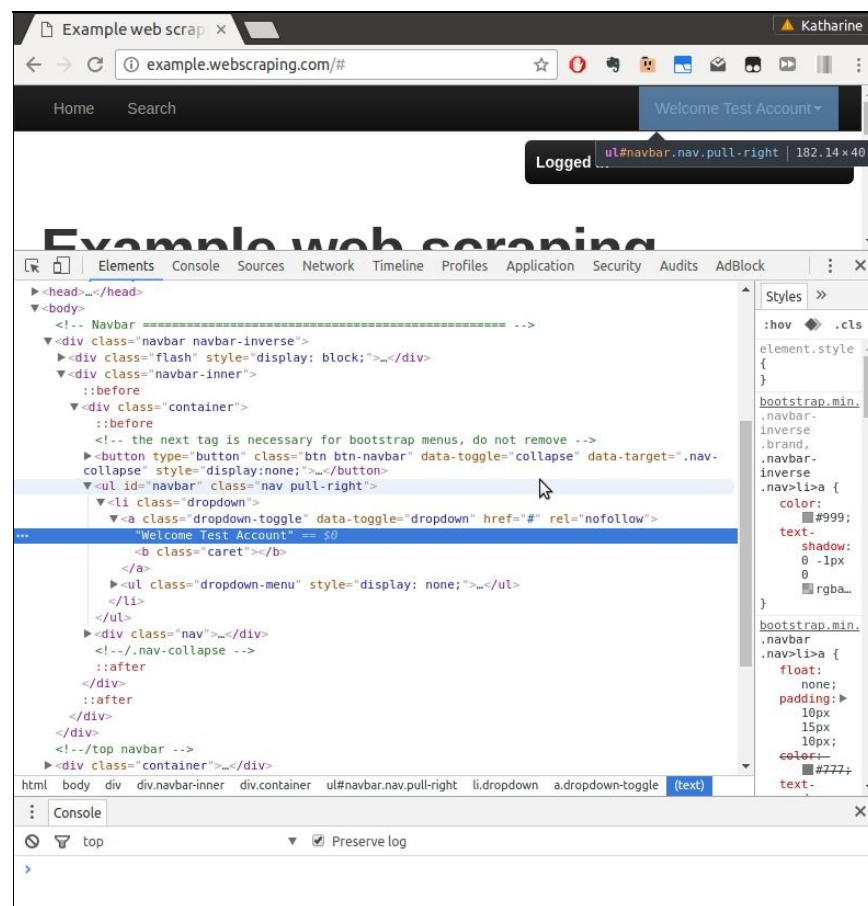 Example web scrap
Katharine
example.webscraping.com/#
Home Search Welcome Test Account
ul#navbar.nav.pull-right | 182.14×40
Logged
Example web scraping
Elements Console Sources Network Timeline Profiles Application Security Audits AdBlock
<head>…</head>
<body>
<!-- Navbar ================================================== -->
<div class="navbar navbar-inverse">
<div class="flash" style="display: block;">…</div>
<div class="navbar-inner">
::before
<div class="container">
::before
<!-- the next tag is necessary for bootstrap menus, do not remove -->
<button type="button" class="btn btn-navbar" data-toggle="collapse" data-target=".nav-
collapse" style="display:none;">…</button>
<ul id="navbar" class="nav pull-right">
<li class="dropdown">
<a class="dropdown-toggle" data-toggle="dropdown" href="#" rel="nofollow">
"Welcome Test Account" == $0
<b class="caret"></b>
</a>
<ul class="dropdown-menu" style="display: none;">…</ul>
</li>
</ul>
<div class="nav">…</div>
<!--/.nav-collapse -->
::after
</div>
::after
</div>
</div>
<!--/top navbar -->
<div class="container">…</div>
html body div div.navbar-inner div.container ul#navbar.nav.pull-right li.dropdown a.dropdown-toggle (text)
Styles »
:hov .cls
element.style
{
}
bootstrap.min.
.navbar-
inverse
.brand,
.navbar-
inverse
.nav>li>a {
color:
#999;
text-
shadow:
0 -1px
0
rgba…
}
bootstrap.min.
.navbar
.nav>li>a {
float:
none;
padding:
10px
15px
10px;
color:
#777;
text-
Console
top Preserve log